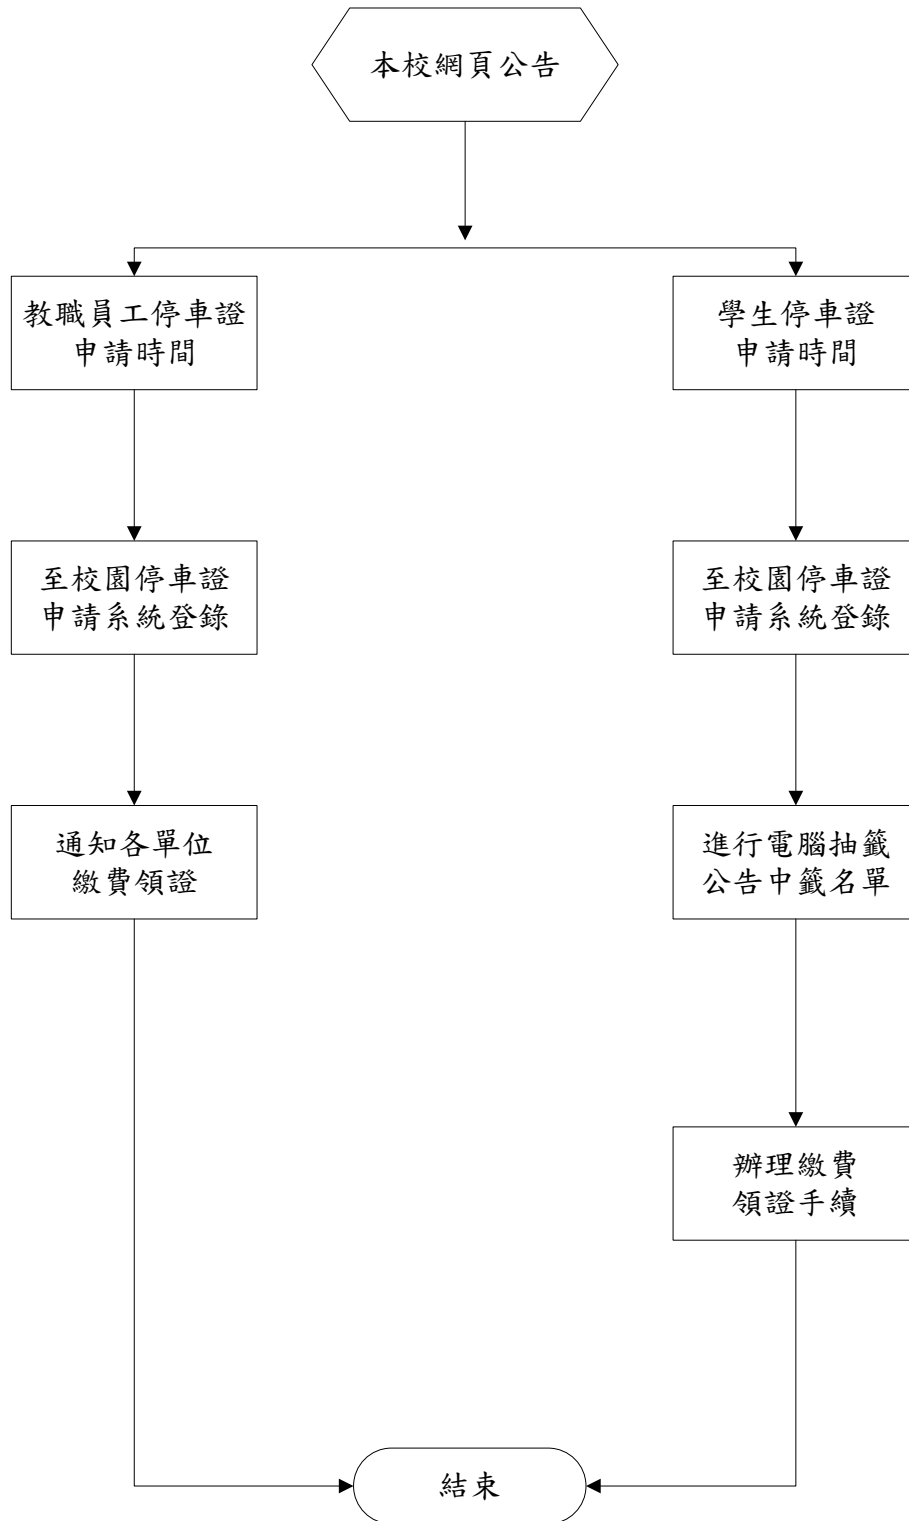 本校網頁公告
教職員工停車證
申請時間
學生停車證
申請時間
至校園停車證
申請系統登錄
至校園停車證
申請系統登錄
通知各單位
繳費領證
進行電腦抽籤
公告中籤名單
辦理繳費
領證手續
結束